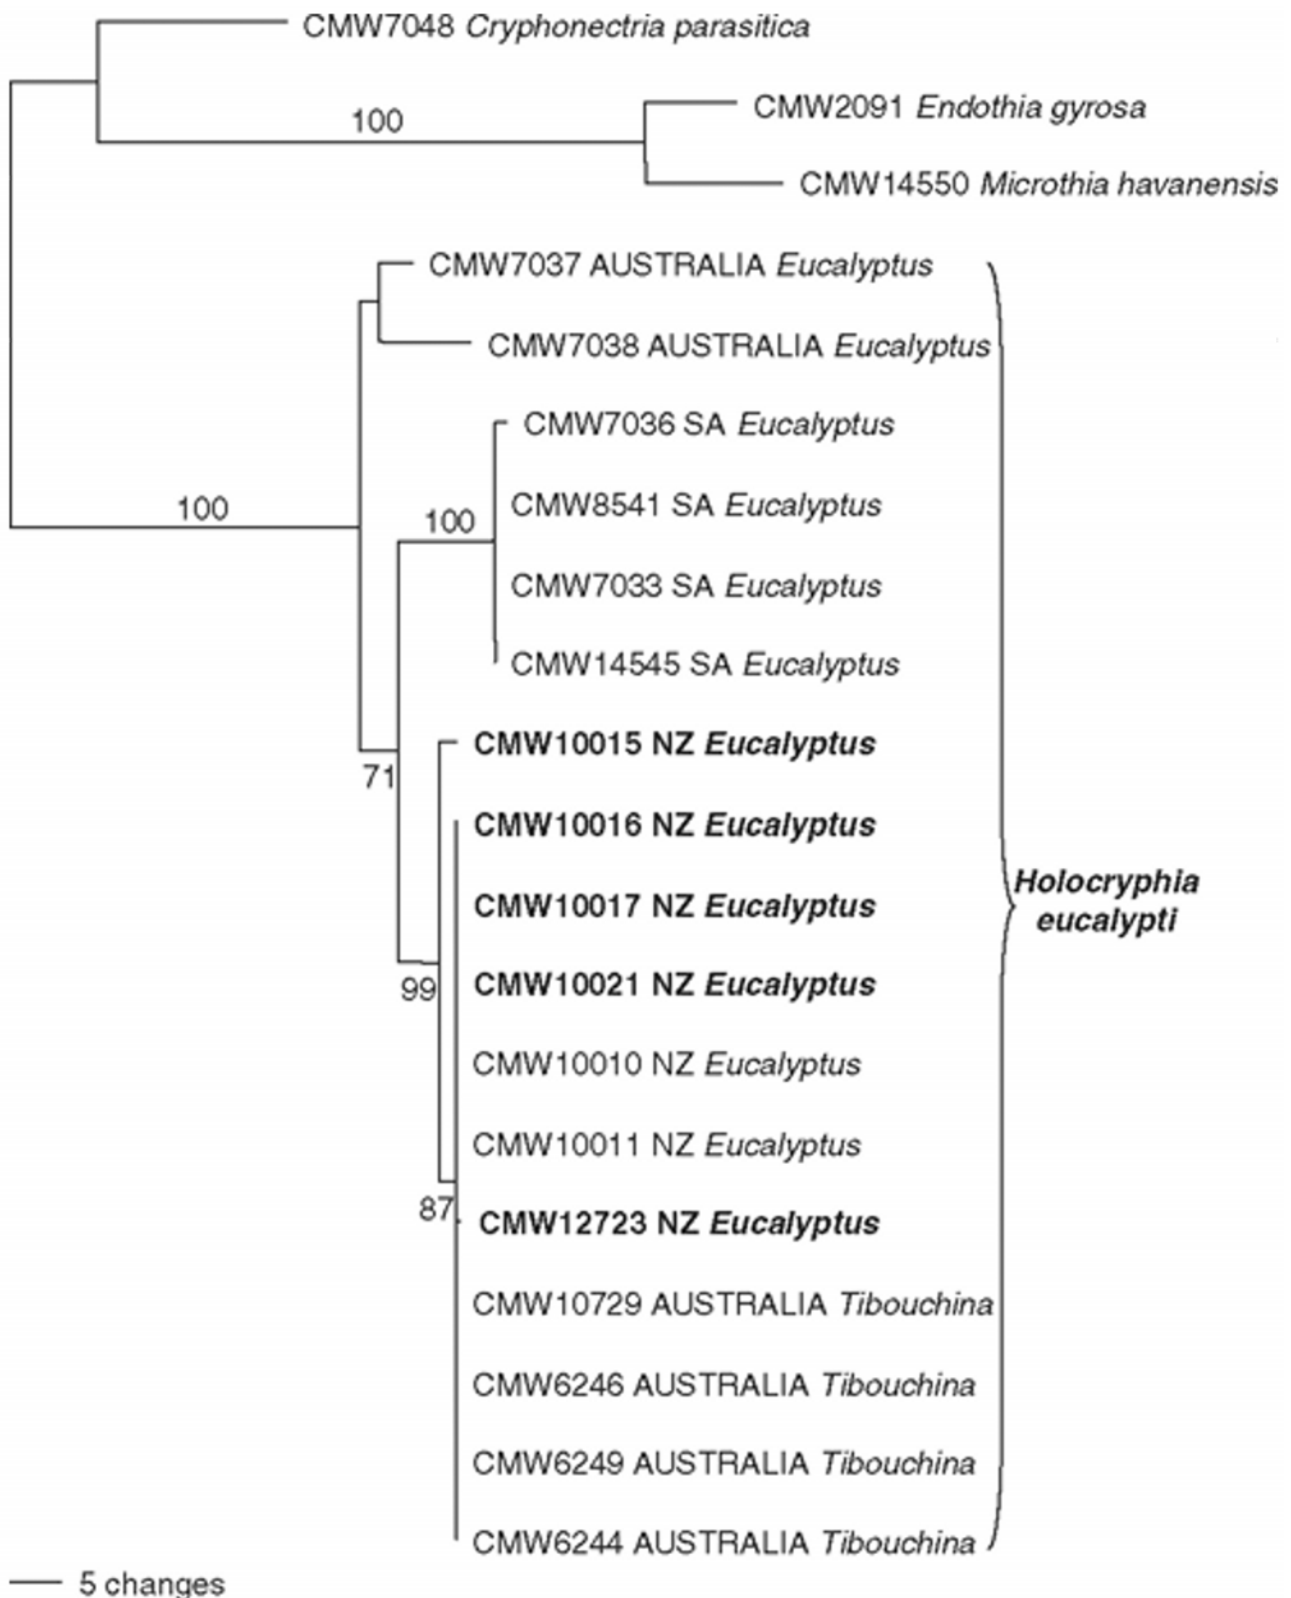 CMW7048 Cryphonectria parasitica
100
CMW2091 Endothia gyrosa
CMW14550 Microthia havanensis
CMW7037 AUSTRALIA Eucalyptus
CMW7038 AUSTRALIA Eucalyptus
CMW7036 SA Eucalyptus
100
100
CMW8541 SA Eucalyptus
CMW7033 SA Eucalyptus
CMW14545 SA Eucalyptus
CMW10015 NZ Eucalyptus
71
CMW10016 NZ Eucalyptus
CMW10017 NZ Eucalyptus
Holocryphia
eucalypti
CMW10021 NZ Eucalyptus
99
CMW10010 NZ Eucalyptus
CMW10011 NZ Eucalyptus
87
CMW12723 NZ Eucalyptus
CMW10729 AUSTRALIA Tibouchina
CMW6246 AUSTRALIA Tibouchina
CMW6249 AUSTRALIA Tibouchina
CMW6244 AUSTRALIA Tibouchina
5 changes